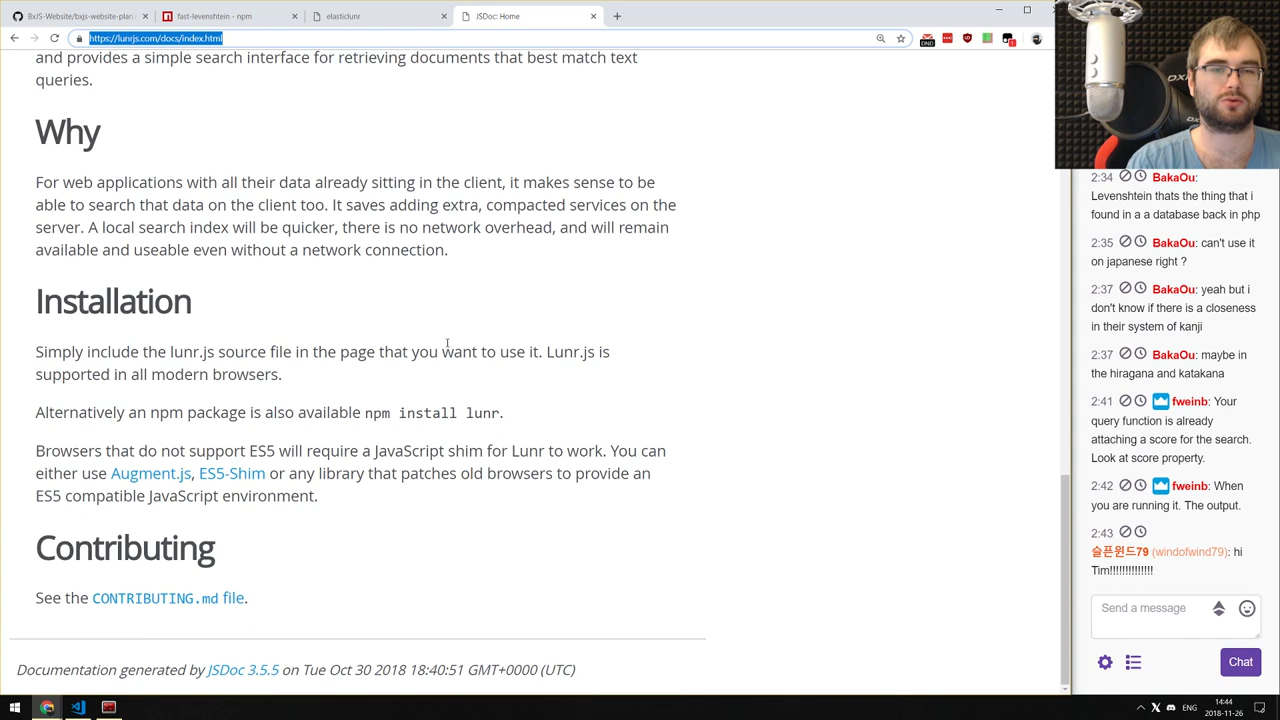 BxJS-Website/bxjs-website-plan
fast-levenshtein - npm
elasticlunr
JSDoc: Home
https://lunrjs.com/docs/index.html
and provides a simple search interface for retrieving documents that best match text
queries.
Why
For web applications with all their data already sitting in the client, it makes sense to be
able to search that data on the client too. It saves adding extra, compacted services on the
server. A local search index will be quicker, there is no network overhead, and will remain
available and useable even without a network connection.
Installation
Simply include the lunr.js source file in the page that you want to use it. Lunr.js is
supported in all modern browsers.
Alternatively an npm package is also available npm install lunr.
Browsers that do not support ES5 will require a JavaScript shim for Lunr to work. You can
either use Augment.js, ES5-Shim or any library that patches old browsers to provide an
ES5 compatible JavaScript environment.
Contributing
See the CONTRIBUTING.md file.
Documentation generated by JSDoc 3.5.5 on Tue Oct 30 2018 18:40:51 GMT+0000 (UTC)
2:34 BakaOu:
Levenshtein thats the thing that i
found in a a database back in php
2:35 BakaOu: can't use it
on japanese right ?
2:37 BakaOu: yeah but i
don't know if there is a closeness
in their system of kanji
2:37 BakaOu: maybe in
the hiragana and katakana
2:41 fweinb: Your
query function is already
attaching a score for the search.
Look at score property.
2:42 fweinb: When
you are running it. The output.
2:43
슬픈윈드79 (windofwind79): hi
Tim!!!!!!!!!!!!!!
Send a message
Chat
ENG
14:44
2018-11-26